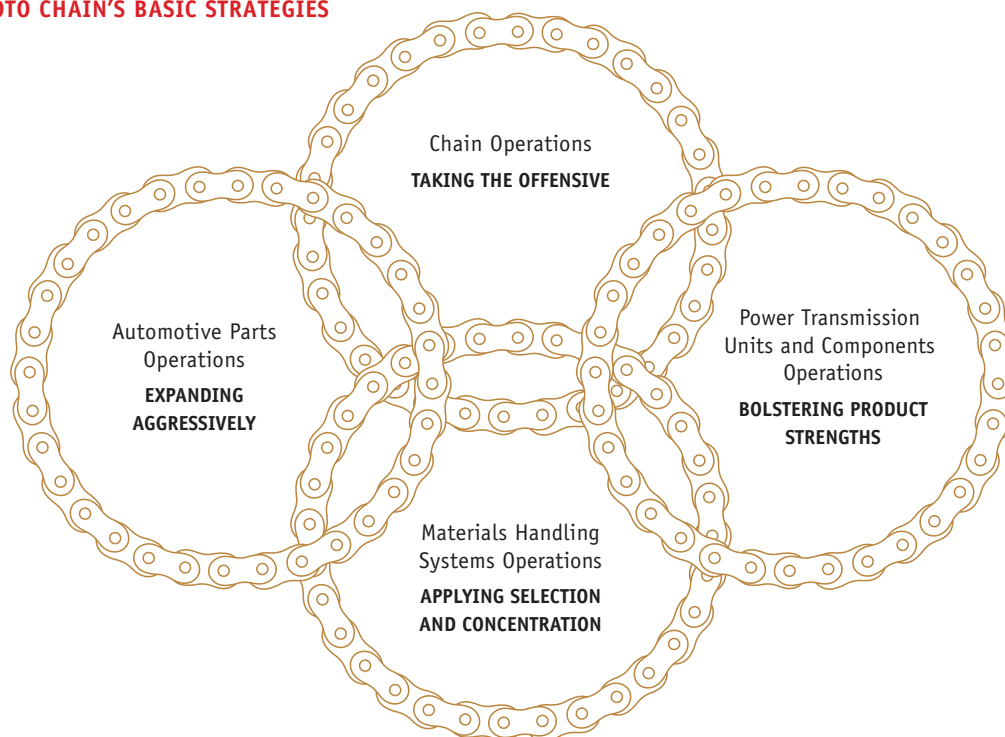 OTO CHAIN'S BASIC STRATEGIES
Chain Operations
TAKING THE OFFENSIVE
Automotive Parts
Operations
EXPANDING
AGGRESSIVELY
Power Transmission
Units and Components
Operations
BOLSTERING PRODUCT
STRENGTHS
Materials Handling
Systems Operations
APPLYING SELECTION
AND CONCENTRATION